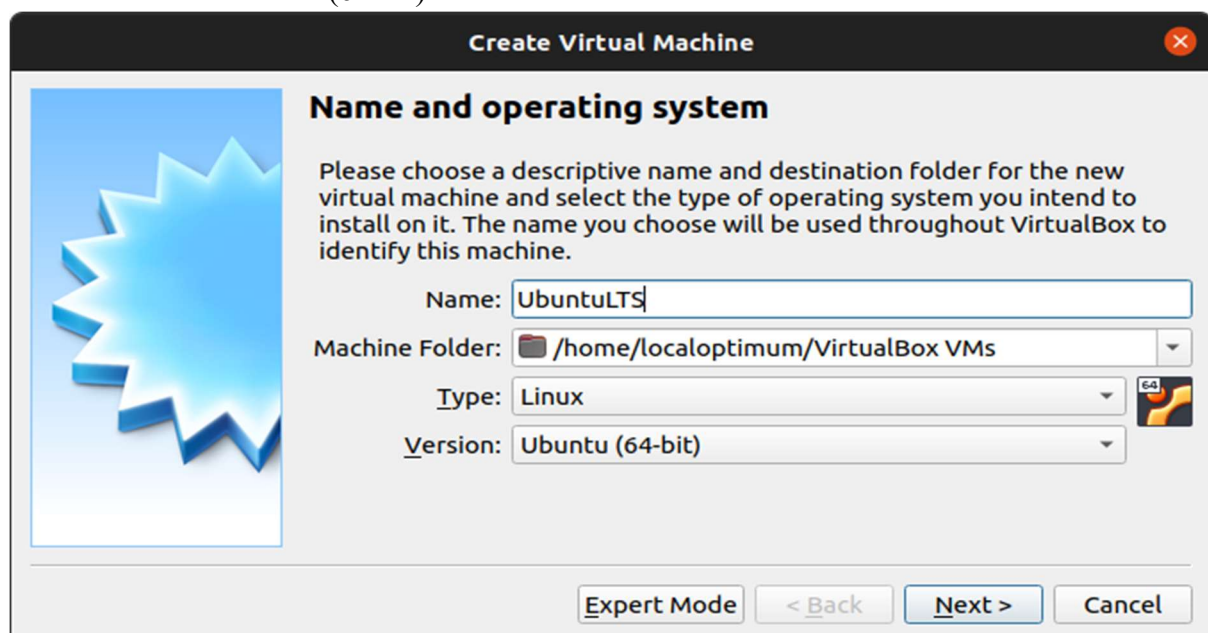 Create Virtual Machine
Name and operating system
Please choose a descriptive name and destination folder for the new
virtual machine and select the type of operating system you intend to
install on it. The name you choose will be used throughout VirtualBox to
identify this machine.
Name: UbuntuLTS
Machine Folder: /home/localoptimum/VirtualBox VMs
Type: Linux
64
Version: Ubuntu (64-bit)
Expert Mode < Back Next > Cancel